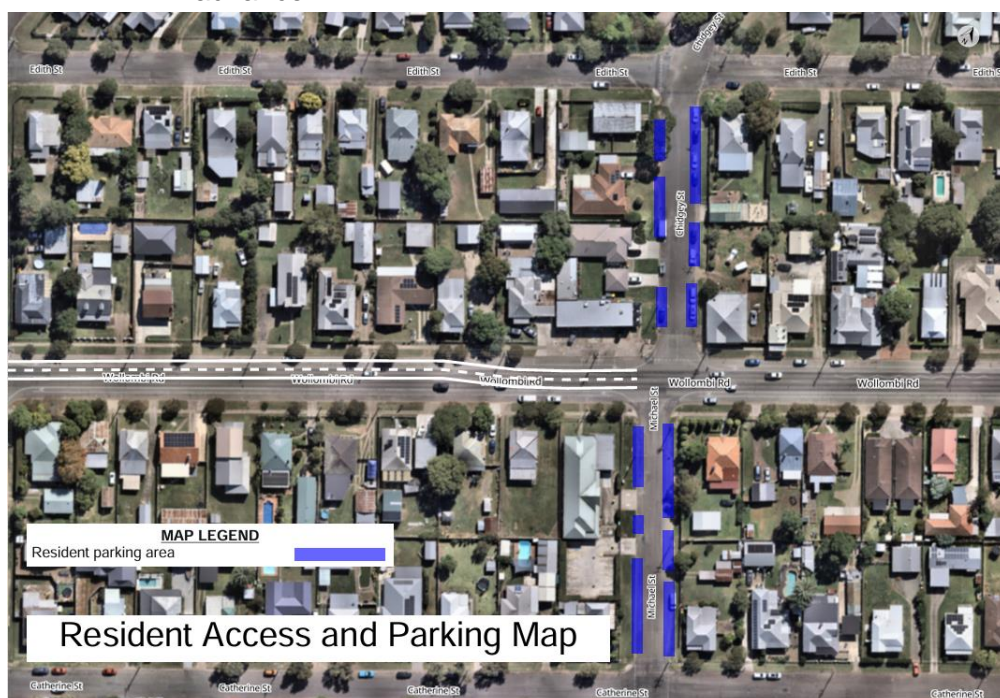 Chidgey St
Edith St
Edith St
Edith St
Edith St
Edith St
Edith St
Chidgey St
Wollombi Rd
Wollombi Rd
Wollombi Rd
Wollombi Rd
Wollombi Rd
Michael St
MAP LEGEND
Resident parking area
Michael St
Resident Access and Parking Map
Catherine St
Catherine St
Catherine St
Catherine St
Catherine St